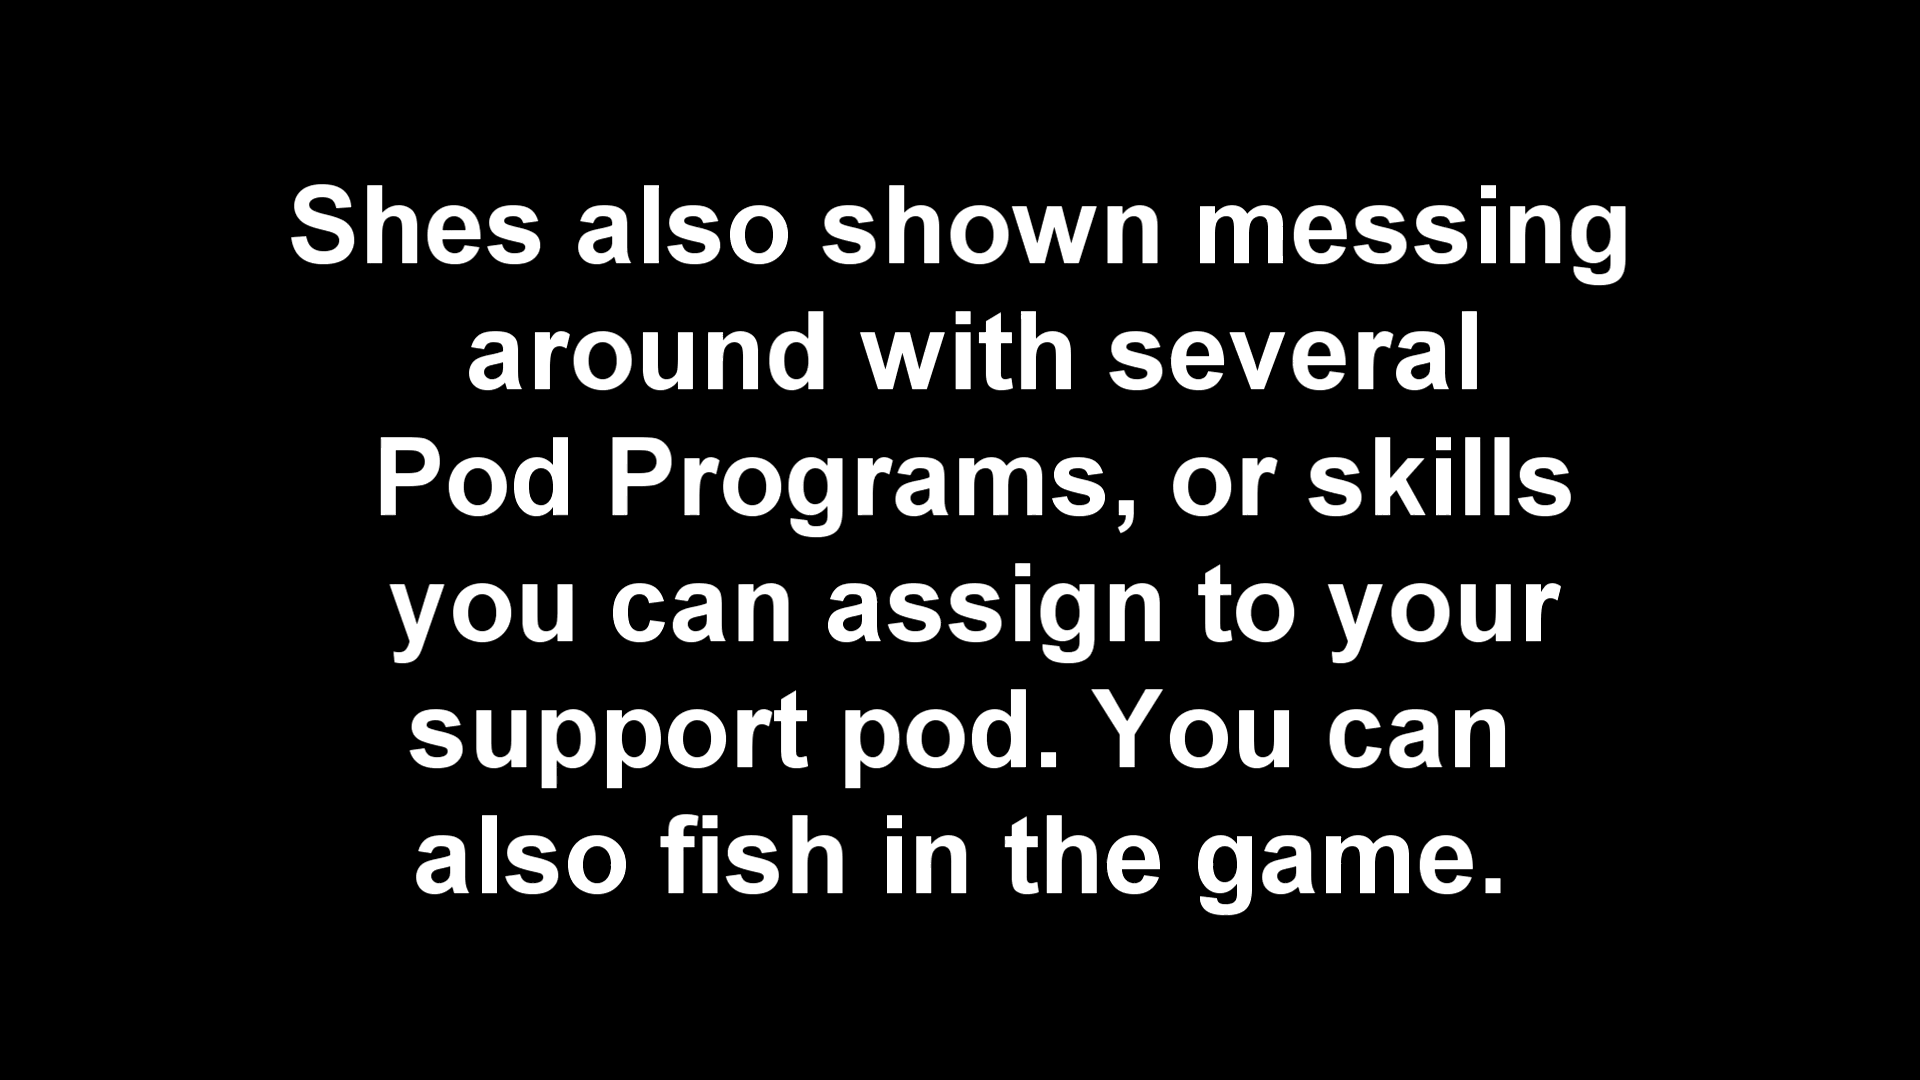 Shes also shown messing
around with several
Pod Programs, or skills
you can assign to your
support pod. You can
also fish in the game.